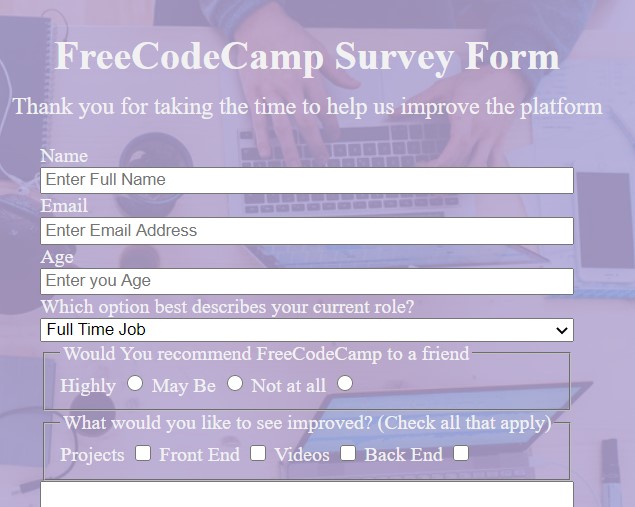 FreeCodeCamp Survey Form
Thank you for taking the time to help us improve the platform
Name
Enter Full Name
Email
Enter Email Address
Age
Enter you Age
Which option best describes your current role?
Full Time Job
Would You recommend FreeCodeCamp to a friend
Highly May Be Not at all
What would you like to see improved? (Check all that apply)
Projects Front End Videos Back End